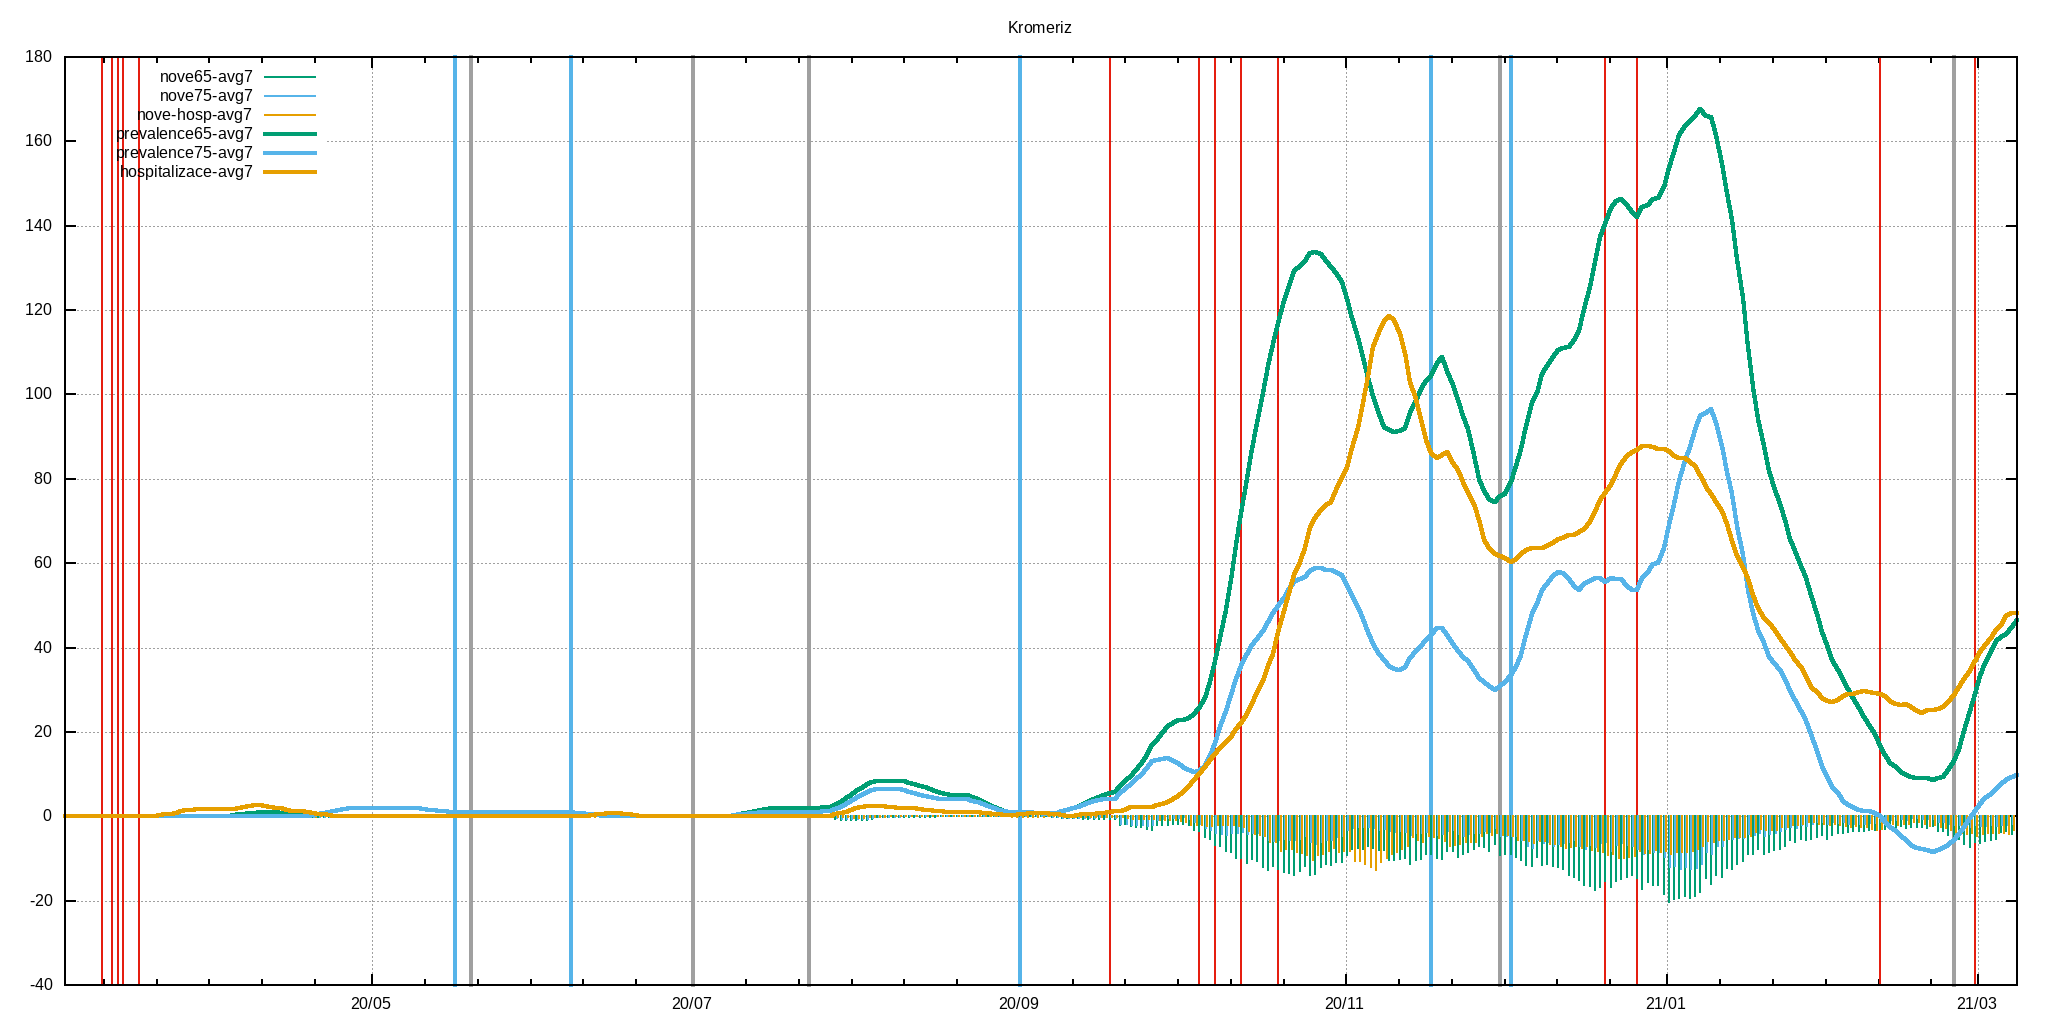 Kromeriz
180
160
140
120
100
80
60
40
20
0
-20
-40
nove65-avg7
nove75-avg7
nove-hosp-avg7
prevalence65-avg7
prevalence75-avg7
hospitalizace-avg7
20/05
20/07
20/09
20/11
21/01
21/03